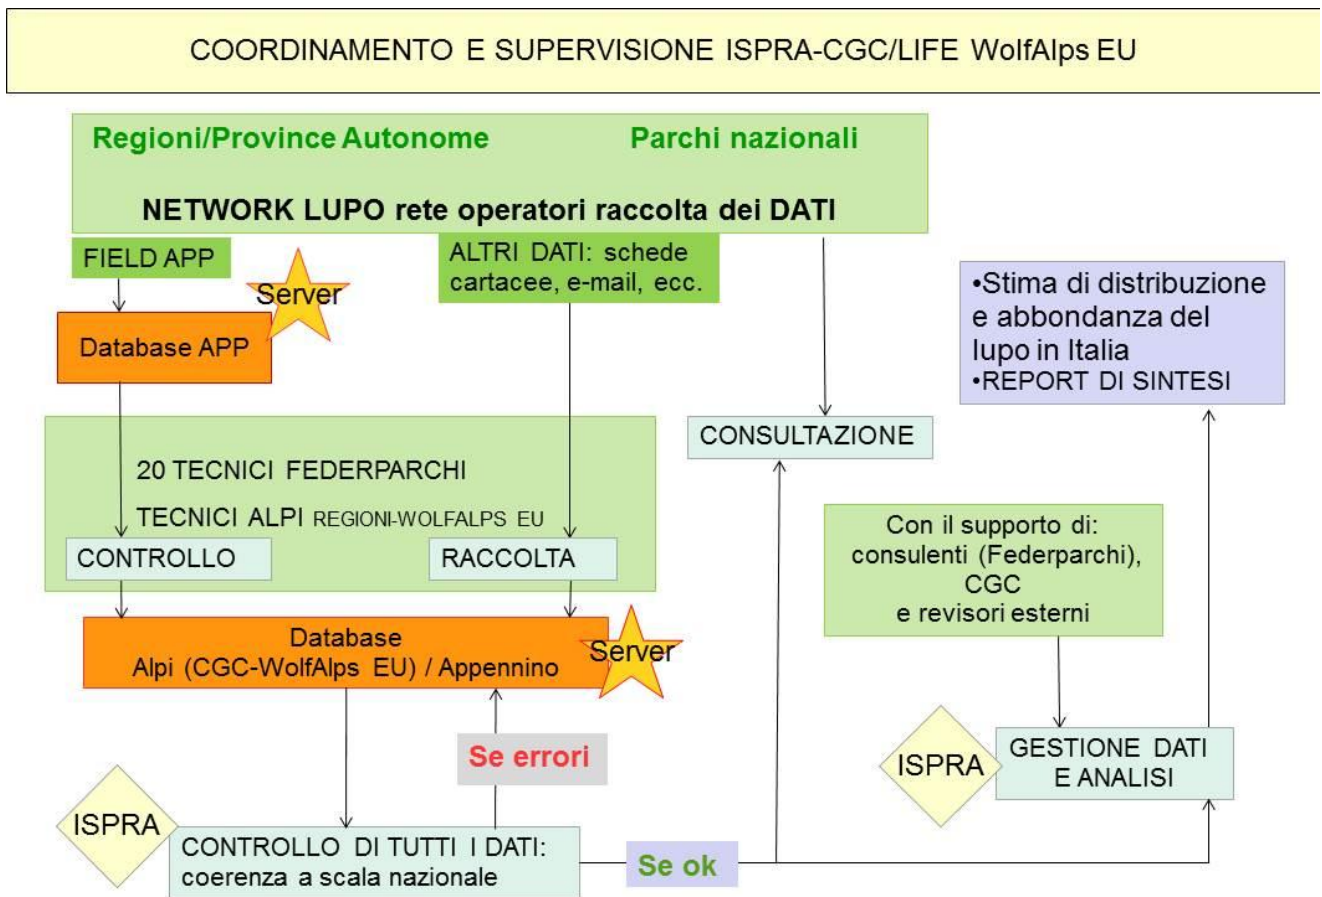 COORDINAMENTO E SUPERVISIONE ISPRA-CGC/LIFE WolfAlps EU
Regioni/Province Autonome
Parchi nazionali
NETWORK LUPO rete operatori raccolta dei DATI
FIELD APP
Server
Database APP
ALTRI DATI: schede
cartacee, e-mail, ecc.
•Stima di distribuzione
e abbondanza del
lupo in Italia
•REPORT DI SINTESI
CONSULTAZIONE
20 TECNICI FEDERPARCHI
TECNICI ALPI REGIONI-WOLFALPS EU
CONTROLLO
RACCOLTA
Con il supporto di:
consulenti (Federparchi),
CGC
e revisori esterni
Database
Alpi (CGC-WolfAlps EU) / Appennino
Server
Se errori
ISPRA
GESTIONE DATI
E ANALISI
ISPRA
CONTROLLO DI TUTTI I DATI:
coerenza a scala nazionale
Se ok